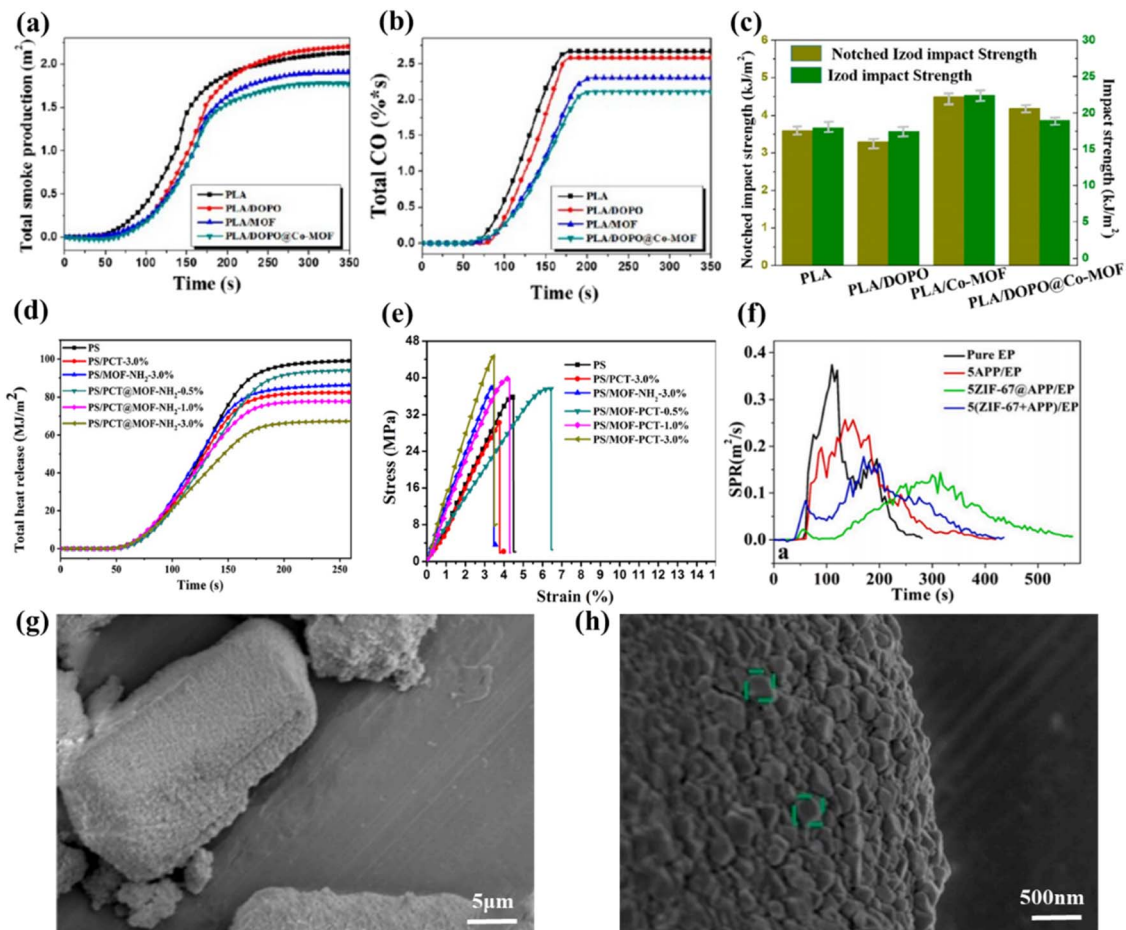 (a)
Total smoke production (m²)
2.5
2.0
1.5
1.0
0.5
0.0
PLA
PLA/DOPO
PLA/MOF
PLA/DOPO@Co-MOF
0 50 100 150 200 250 300 350
Time (s)
(b)
Total CO (%*s)
2.5
2.0
1.5
1.0
0.5
0.0
PLA
PLA/DOPO
PLA/MOF
PLA/DOPO@Co-MOF
0 50 100 150 200 250 300 350
Time (s)
(c)
Notched impact strength (kJ/m²)
6
5
4
3
2
1
0
Notched Izod impact Strength
Izod impact Strength
30
25
20
15
10
5
0
Impact strength (kJ/m²)
PLA
PLA/DOPO
PLA/Co-MOF
PLA/DOPO@Co-MOF
(d)
Total heat release (MJ/m²)
100
80
60
40
20
0
PS
PS/PCT-3.0%
PS/MOF-NH₂-3.0%
PS/PCT@MOF-NH₂-0.5%
PS/PCT@MOF-NH₂-1.0%
PS/PCT@MOF-NH₂-3.0%
0 50 100 150 200 250
Time (s)
(e)
Stress (MPa)
48
40
32
24
16
8
0
PS
PS/PCT-3.0%
PS/MOF-NH₂-3.0%
PS/MOF-PCT-0.5%
PS/MOF-PCT-1.0%
PS/MOF-PCT-3.0%
0 1 2 3 4 5 6 7 8 9 10 11 12 13 14 1
Strain (%)
(f)
SPR(m²/s)
0.4
0.3
0.2
0.1
0.0
Pure EP
5APP/EP
5ZIF-67@APP/EP
5(ZIF-67+APP)/EP
a
0 100 200 300 400 500
Time (s)
(g)
5μm
(h)
500nm